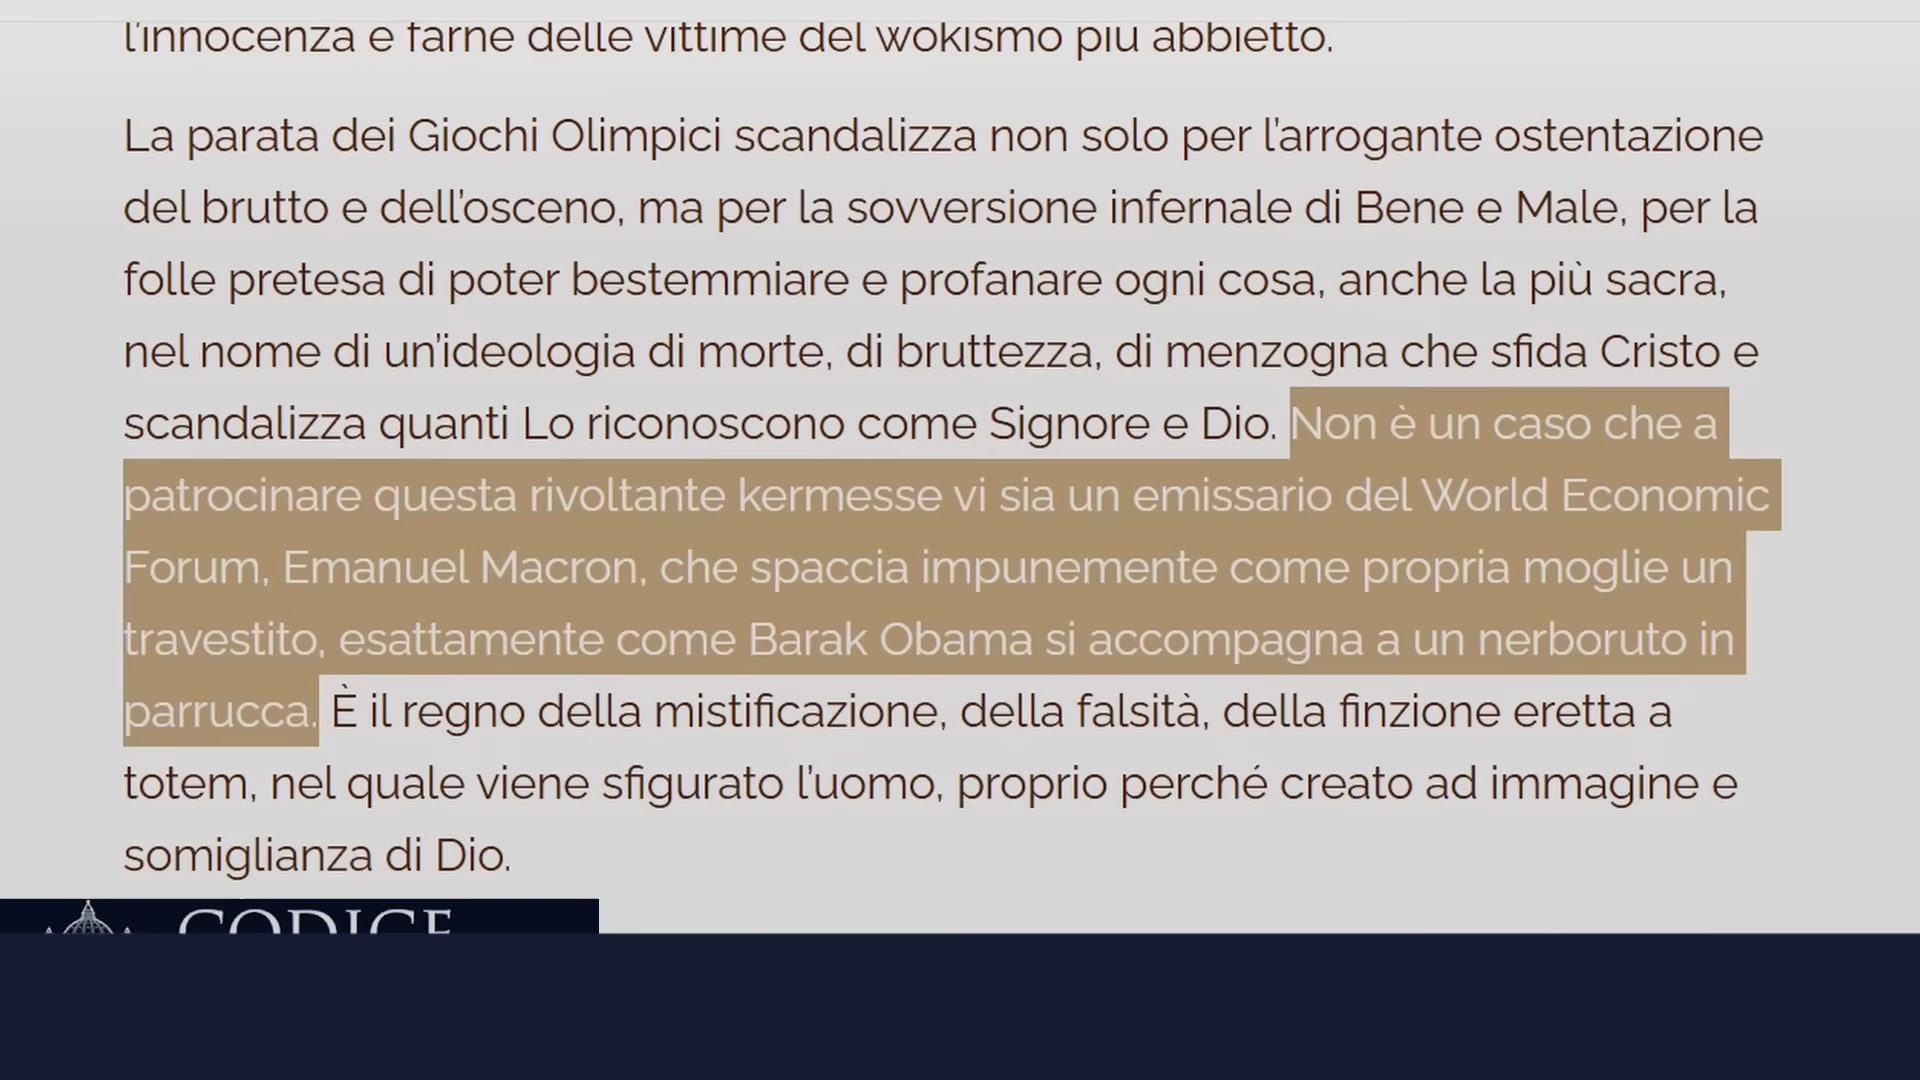 l'innocenza e farne delle vittime del wokismo più abbietto.
La parata dei Giochi Olimpici scandalizza non solo per l'arrogante ostentazione
del brutto e dell'osceno, ma per la sovversione infernale di Bene e Male, per la
folle pretesa di poter bestemmiare e profanare ogni cosa, anche la più sacra,
nel nome di un'ideologia di morte, di bruttezza, di menzogna che sfida Cristo e
scandalizza quanti Lo riconoscono come Signore e Dio. Non è un caso che a
patrocinare questa rivoltante kermesse vi sia un emissario del World Economic
Forum, Emanuel Macron, che spaccia impunemente come propria moglie un
travestito, esattamente come Barak Obama si accompagna a un nerboruto in
parrucca. È il regno della mistificazione, della falsità, della finzione eretta a
totem, nel quale viene sfigurato l'uomo, proprio perché creato ad immagine e
somiglianza di Dio.
CODICE